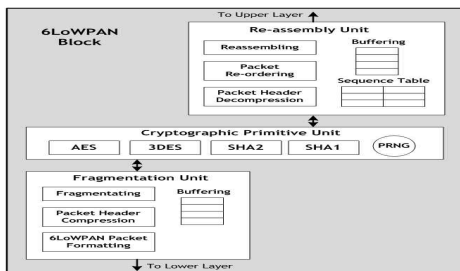 To Upper Layer
6LoWPAN
Block
Re-assembly Unit
Reassembling
Buffering
Packet
Re-ordering
Sequence Table
Packet Header
Decompression
Cryptographic Primitive Unit
AES
3DES
SHA2
SHA1
PRNG
Fragmentation Unit
Fragmentating
Buffering
Packet Header
Compression
6LoWPAN Packet
Formatting
To Lower Layer